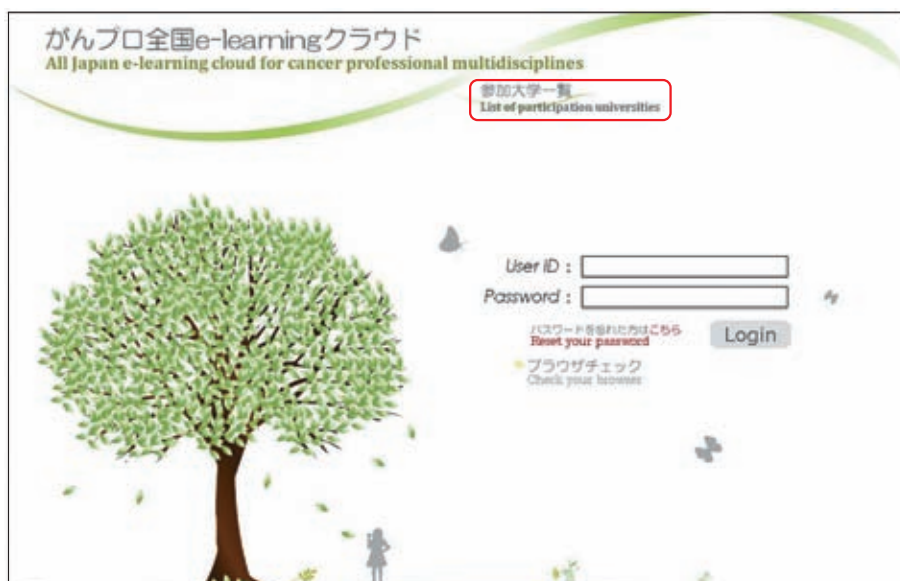 がんプロ全国e-learningクラウド
All Japan e-learning cloud for cancer professional multidisciplines
参加大学一覧
List of participation universities
User ID :
Password :
パスワードを忘れた方はこちら
Reset your password
Login
ブラウザチェック
Check your browser